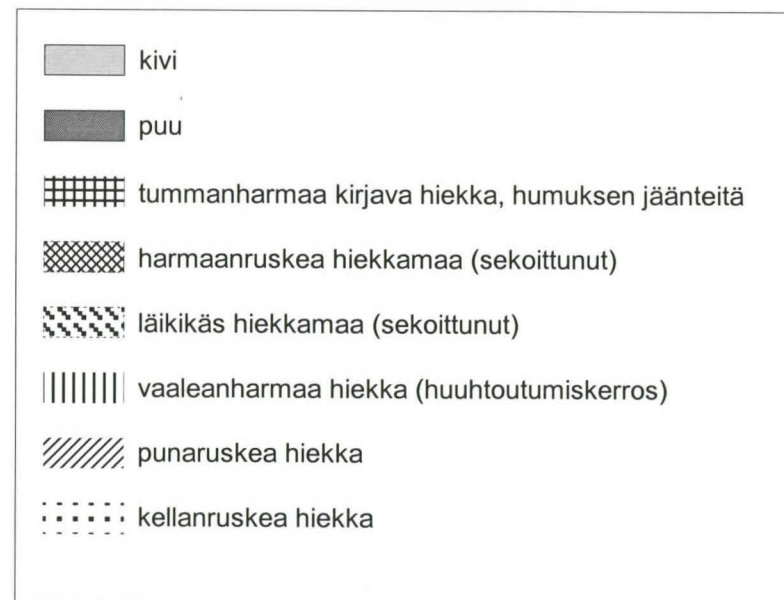 kivi
puu
tummanharmaa kirjava hiekka, humuksen jäänteitä
harmaanruskea hiekkamaa (sekoittunut)
läikikäs hiekkamaa (sekoittunut)
vaaleanharmaa hiekka (huuhtoutumiskerros)
punaruskea hiekka
kellanruskea hiekka